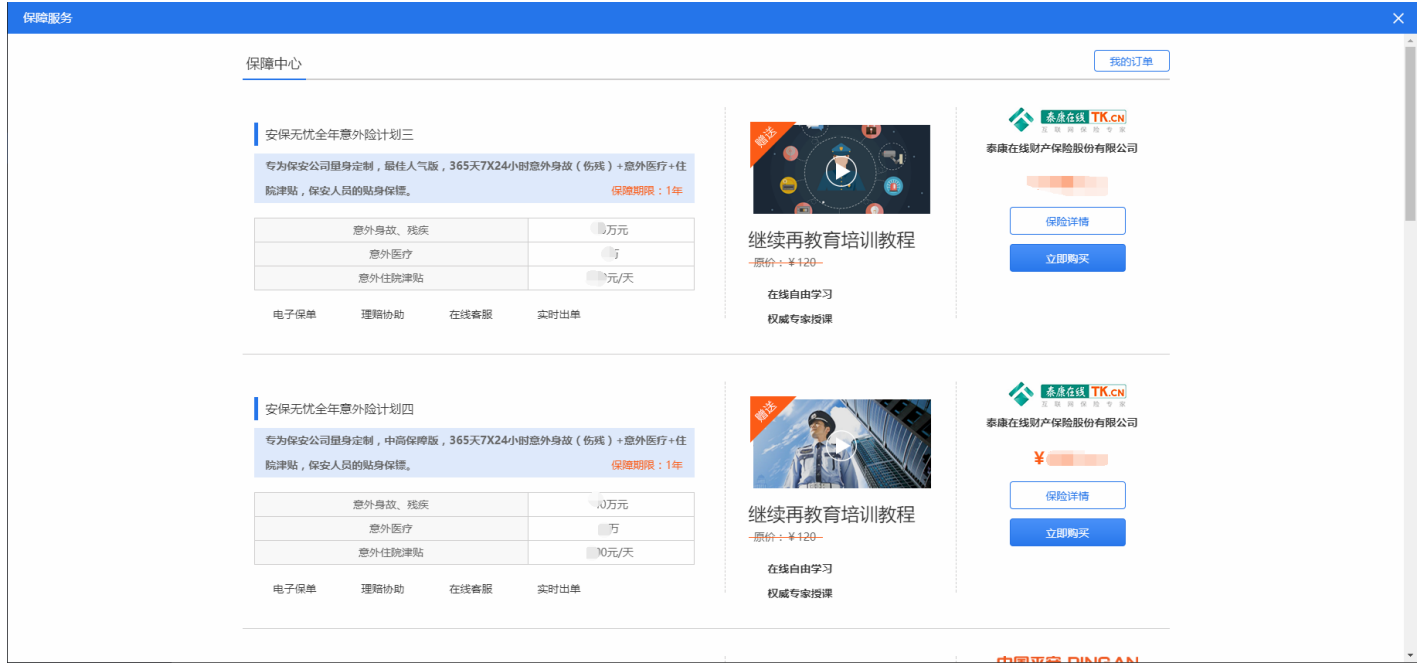 保障服务
保障中心
我的订单
安保无忧全年意外险计划三
专为保安公司量身定制，最佳人气版，365天7X24小时意外身故（伤残）+意外医疗+住
院津贴，保安人员的贴身保镖。
保障期限：1年
意外身故、残疾
万元
意外医疗
意外住院津贴
元/天
电子保单 理赔协助 在线客服 实时出单
赠送
继续再教育培训教程
原价：￥120
在线自由学习
权威专家授课
泰康在线 TK.CN
互联网保险专家
泰康在线财产保险股份有限公司
保险详情
立即购买
安保无忧全年意外险计划四
专为保安公司量身定制，中高保障版，365天7X24小时意外身故（伤残）+意外医疗+住
院津贴，保安人员的贴身保镖。
保障期限：1年
意外身故、残疾
0万元
意外医疗
万
意外住院津贴
00元/天
电子保单 理赔协助 在线客服 实时出单
赠送
继续再教育培训教程
原价：￥120
在线自由学习
权威专家授课
泰康在线 TK.CN
互联网保险专家
泰康在线财产保险股份有限公司
￥
保险详情
立即购买
中国平安 PING AN